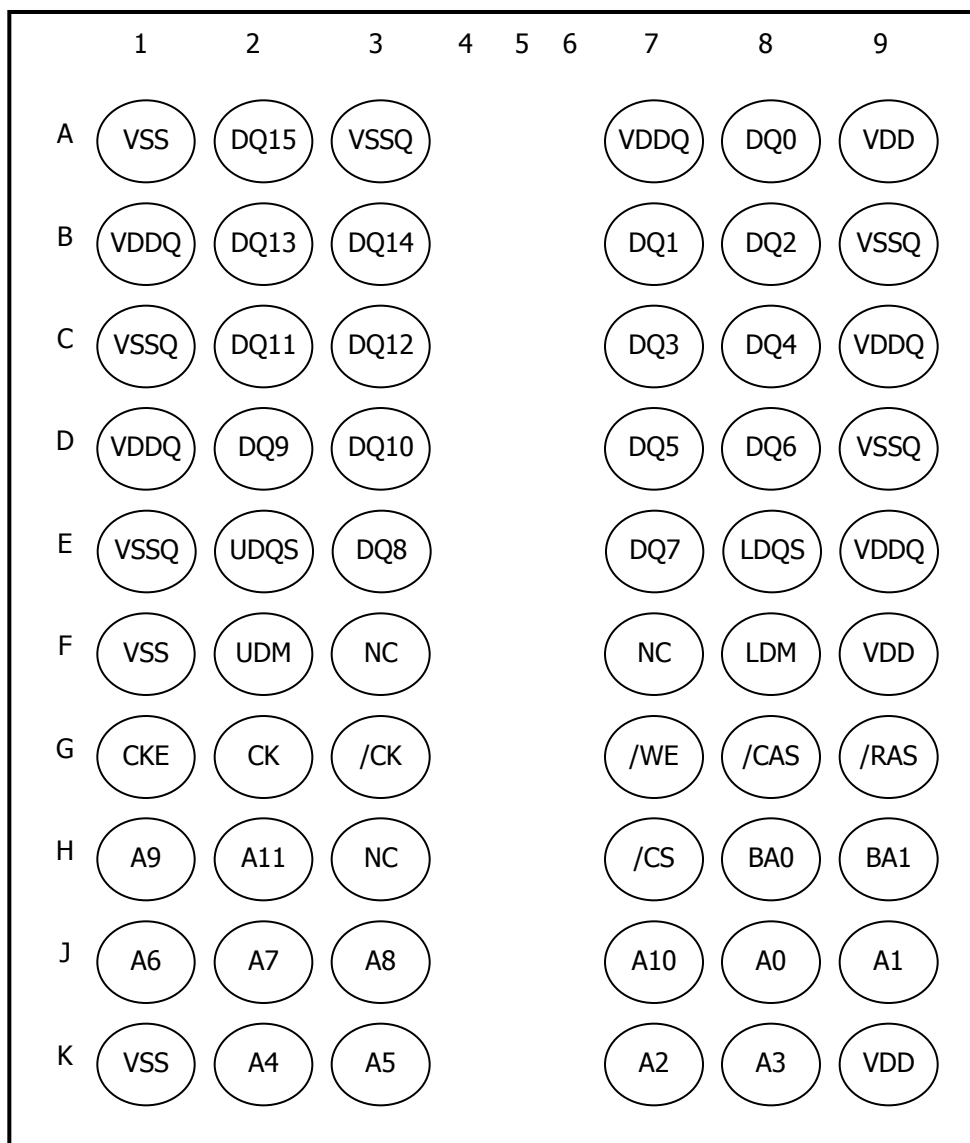 1 2 3 4 5 6 7 8 9
A VSS DQ15 VSSQ VDDQ DQ0 VDD
B VDDQ DQ13 DQ14 DQ1 DQ2 VSSQ
C VSSQ DQ11 DQ12 DQ3 DQ4 VDDQ
D VDDQ DQ9 DQ10 DQ5 DQ6 VSSQ
E VSSQ UDQS DQ8 DQ7 LDQS VDDQ
F VSS UDM NC NC LDM VDD
G CKE CK /CK /WE /CAS /RAS
H A9 A11 NC /CS BA0 BA1
J A6 A7 A8 A10 A0 A1
K VSS A4 A5 A2 A3 VDD